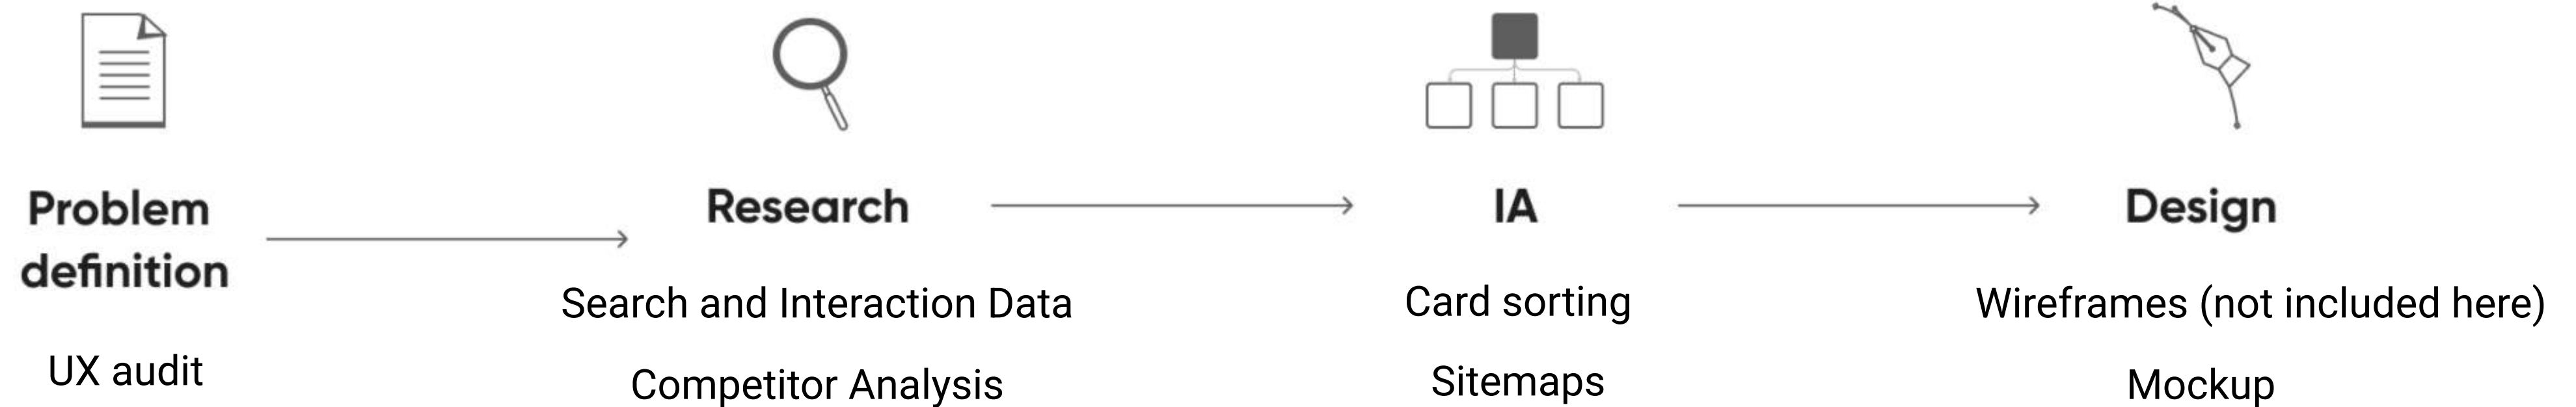 Problem
definition
UX audit
Research
Search and Interaction Data
Competitor Analysis
IA
Card sorting
Sitemaps
Design
Wireframes (not included here)
Mockup